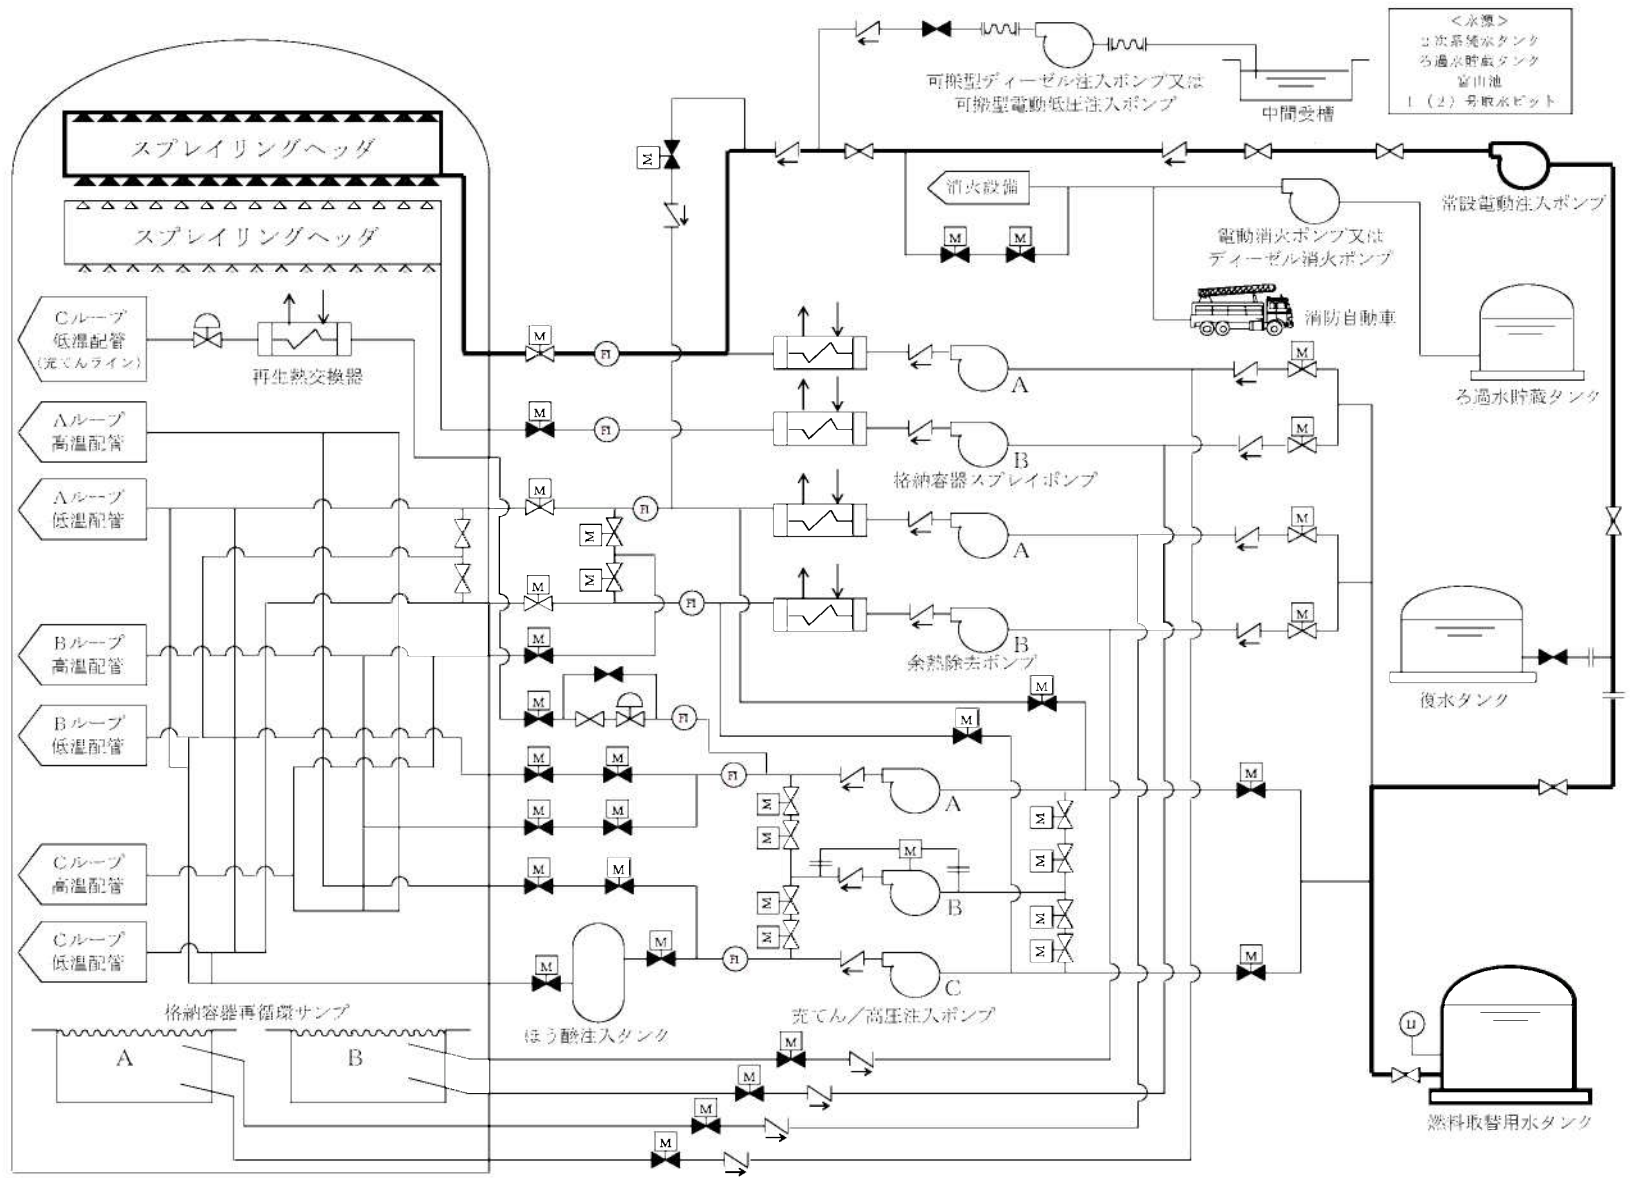 <水源>
2次系純水タンク
ろ過水貯蔵タンク
宮山池
1(2)号取水ピット
可搬型ディーゼル注入ポンプ又は
可搬型電動低圧注入ポンプ
中間受槽
スプレイリングヘッダ
M
消火設備
常設電動注入ポンプ
スプレイリングヘッダ
M
M
電動消火ポンプ又は
ディーゼル消火ポンプ
消防自動車
Cループ
低温配管
(充てんライン)
再生熱交換器
M
FI
A
M
ろ過水貯蔵タンク
Aループ
高温配管
M
FI
B
M
格納容器スプレイポンプ
Aループ
低温配管
M
FI
M
A
M
M
M
FI
B
M
余熱除去ポンプ
Bループ
高温配管
M
復水タンク
Bループ
低温配管
M
FI
M
M
M
M
FI
A
M
M
M
M
M
M
M
M
B
Cループ
高温配管
M
M
M
M
M
M
Cループ
低温配管
M
M
FI
C
M
ほう酸注入タンク
充てん/高圧注入ポンプ
格納容器再循環サンプ
A
B
M
M
M
M
LI
燃料取替用水タンク